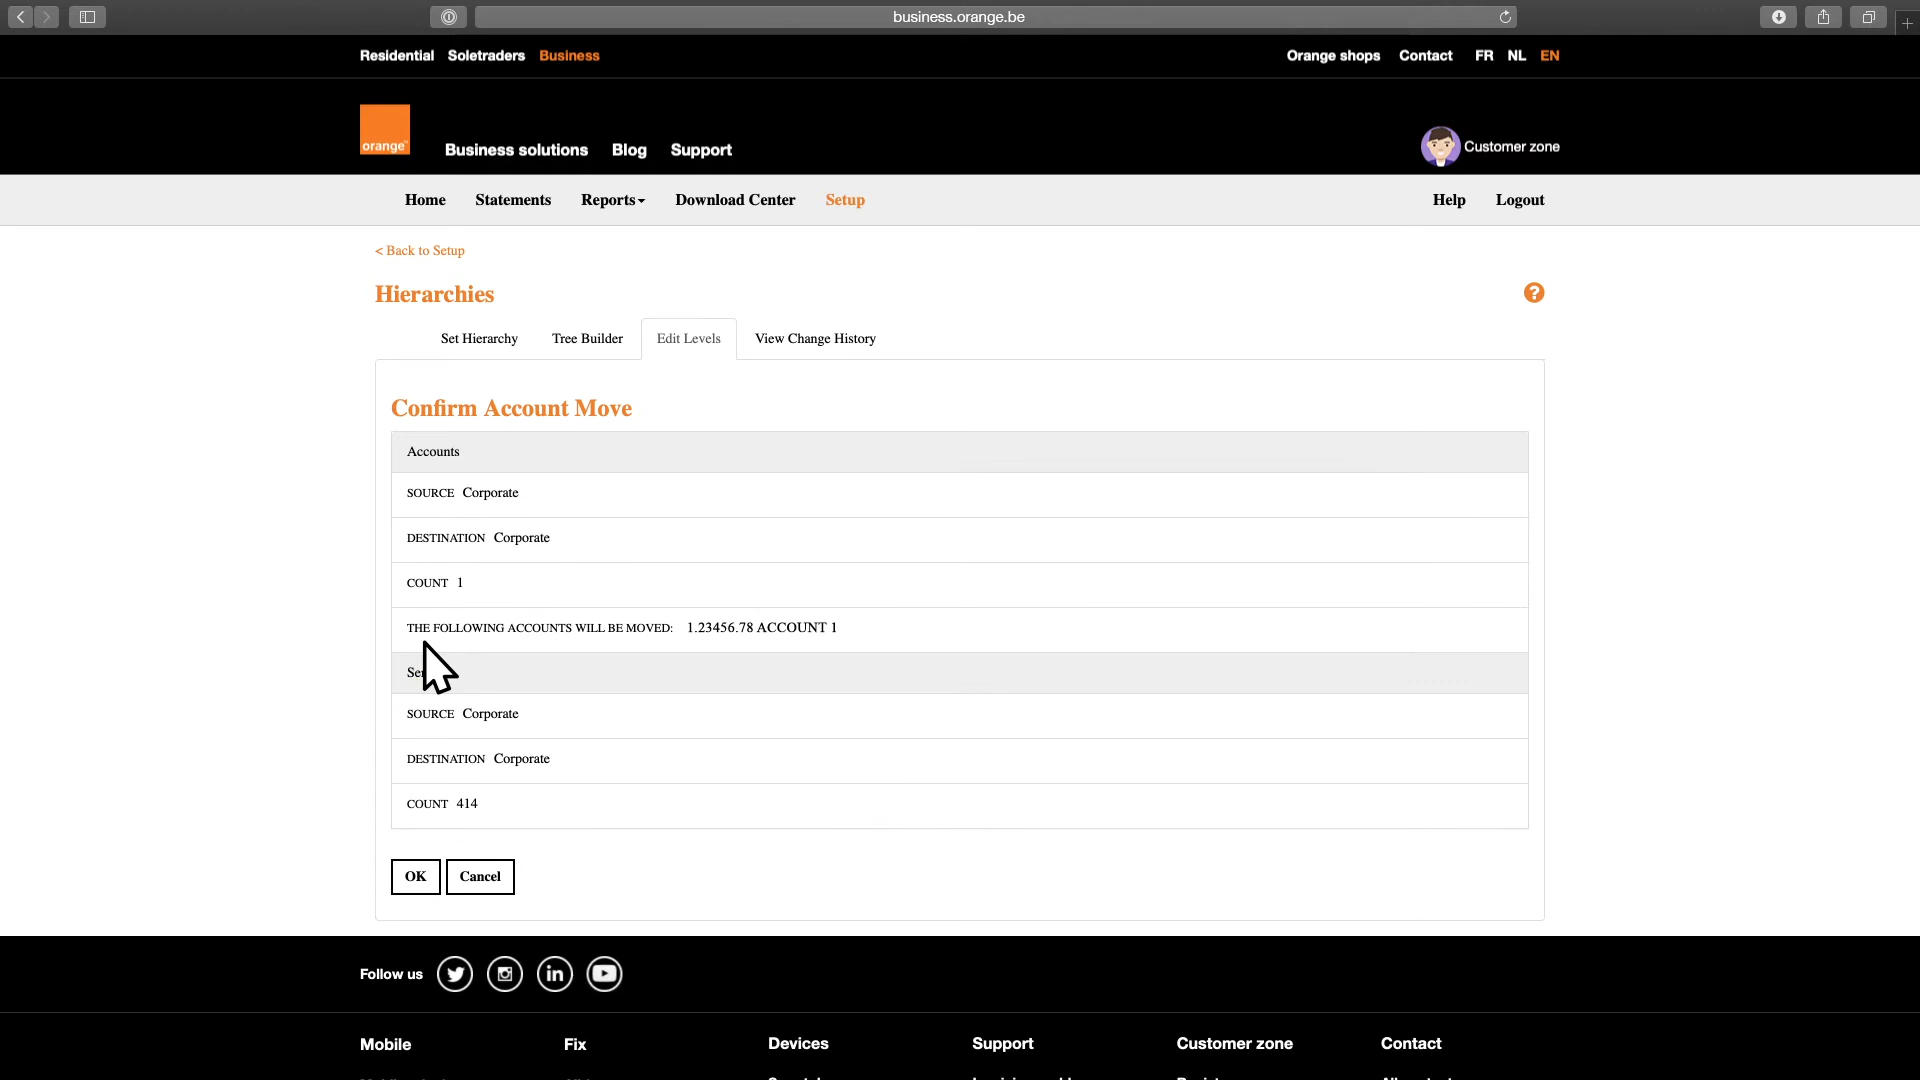 business.orange.be
Residential Soletraders Business
Orange shops Contact FR NL EN
orange™
Business solutions Blog Support
Customer zone
Home Statements Reports Download Center Setup
Help Logout
< Back to Setup
Hierarchies
?
Set Hierarchy Tree Builder Edit Levels View Change History
Confirm Account Move
Accounts
SOURCE Corporate
DESTINATION Corporate
COUNT 1
THE FOLLOWING ACCOUNTS WILL BE MOVED: 1.23456.78 ACCOUNT 1
SOURCE Corporate
DESTINATION Corporate
COUNT 414
OK Cancel
Follow us
in
Mobile Fix Devices Support Customer zone Contact